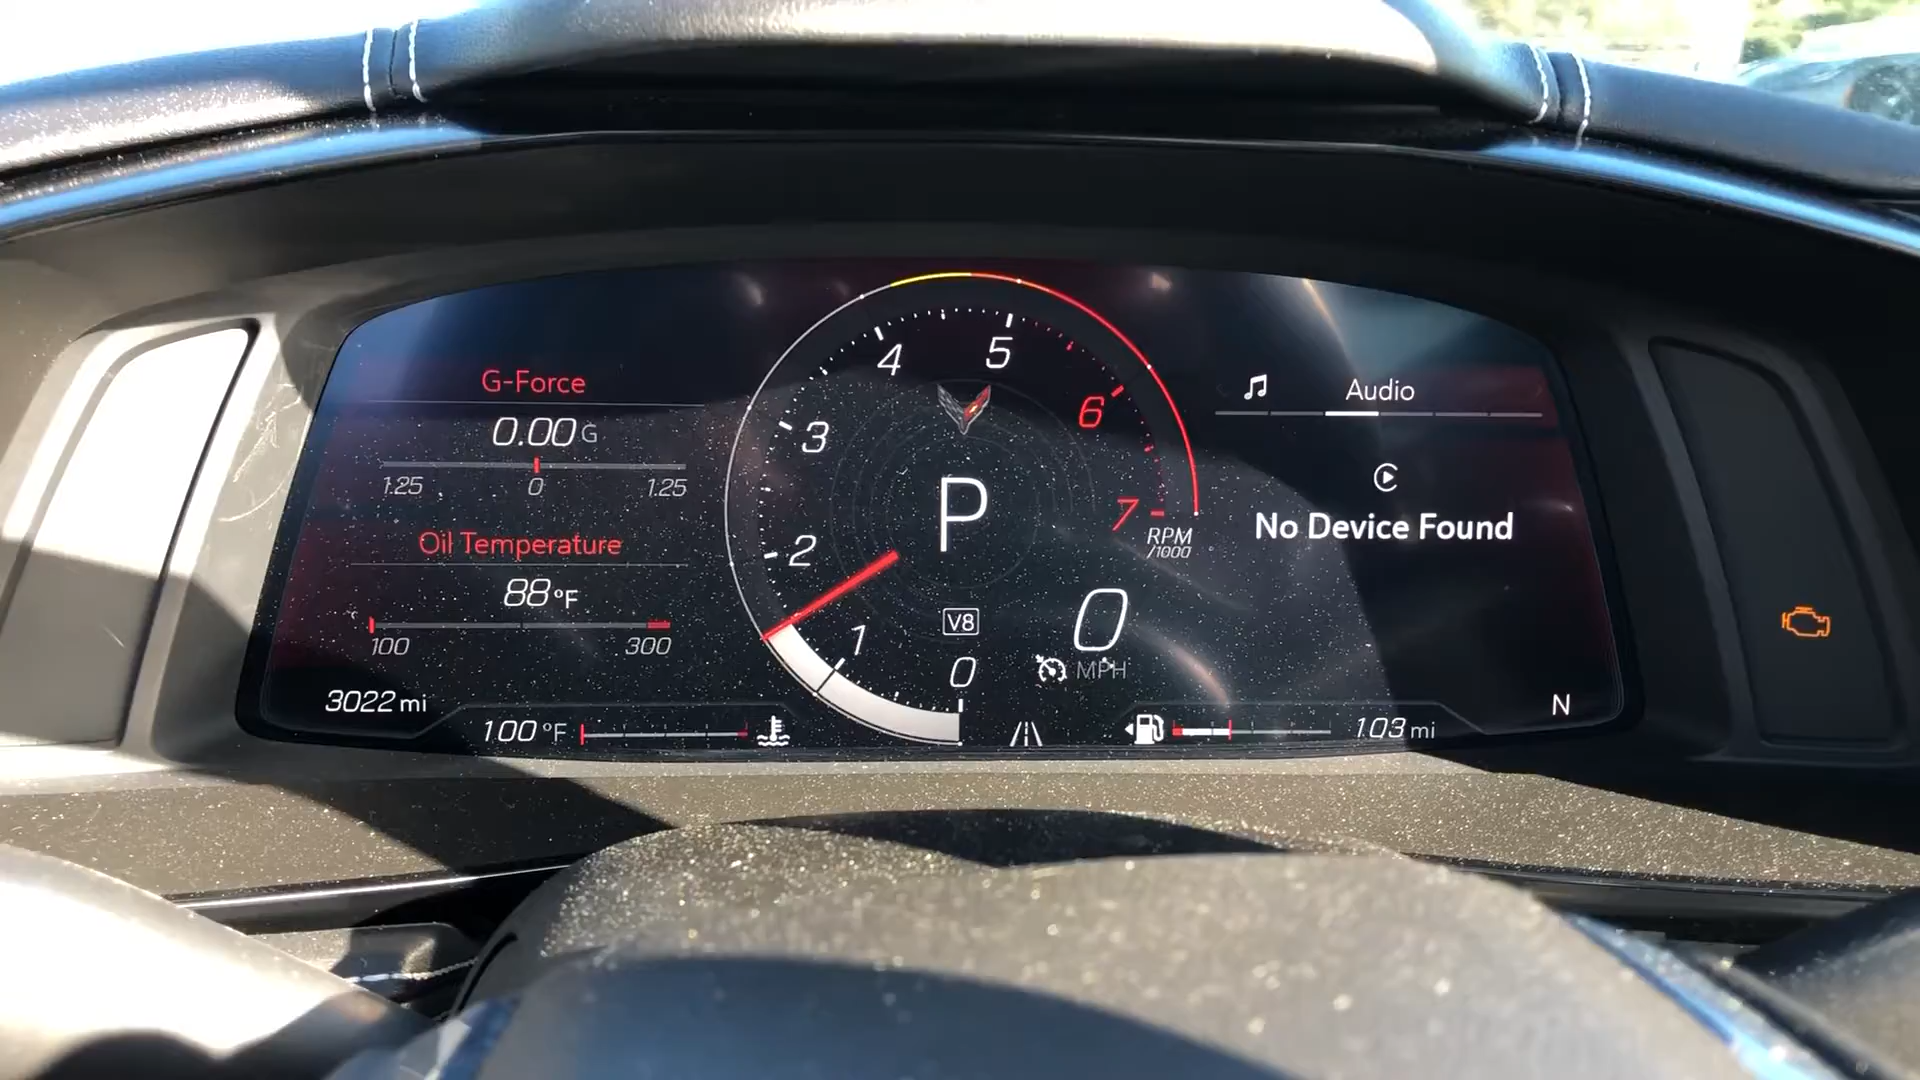 G-Force
0.00 G
1.25 0 1.25
Oil Temperature
88 °F
100 300
3022 mi
100 °F
0
1
2
3
4
5
6
7
RPM
/1000
P
V8
0
MPH
Audio
No Device Found
103 mi
N